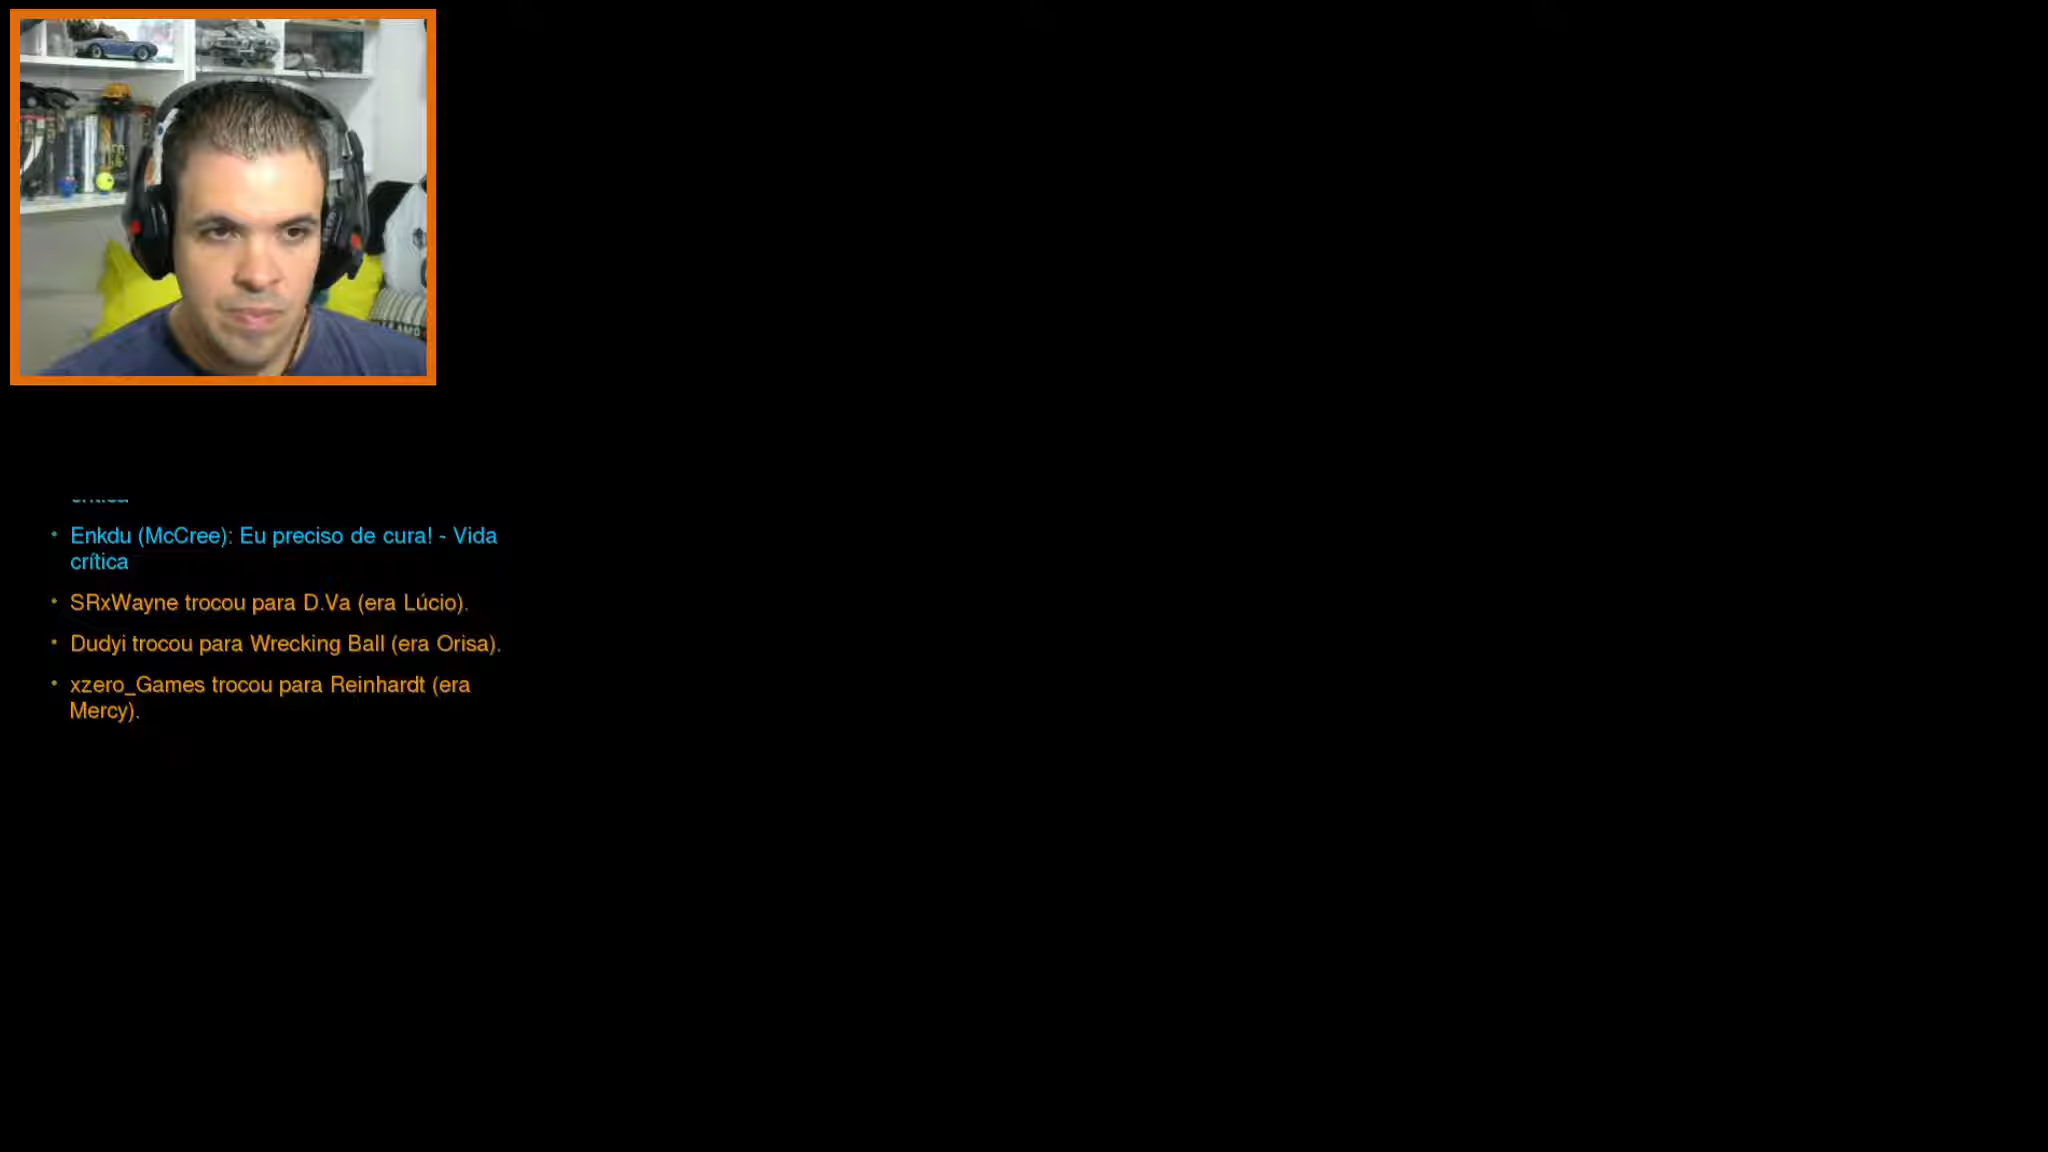 Enkdu (McCree): Eu preciso de cura! - Vida
crítica
SRxWayne trocou para D.Va (era Lúcio).
Dudyi trocou para Wrecking Ball (era Orisa).
xzero_Games trocou para Reinhardt (era
Mercy).